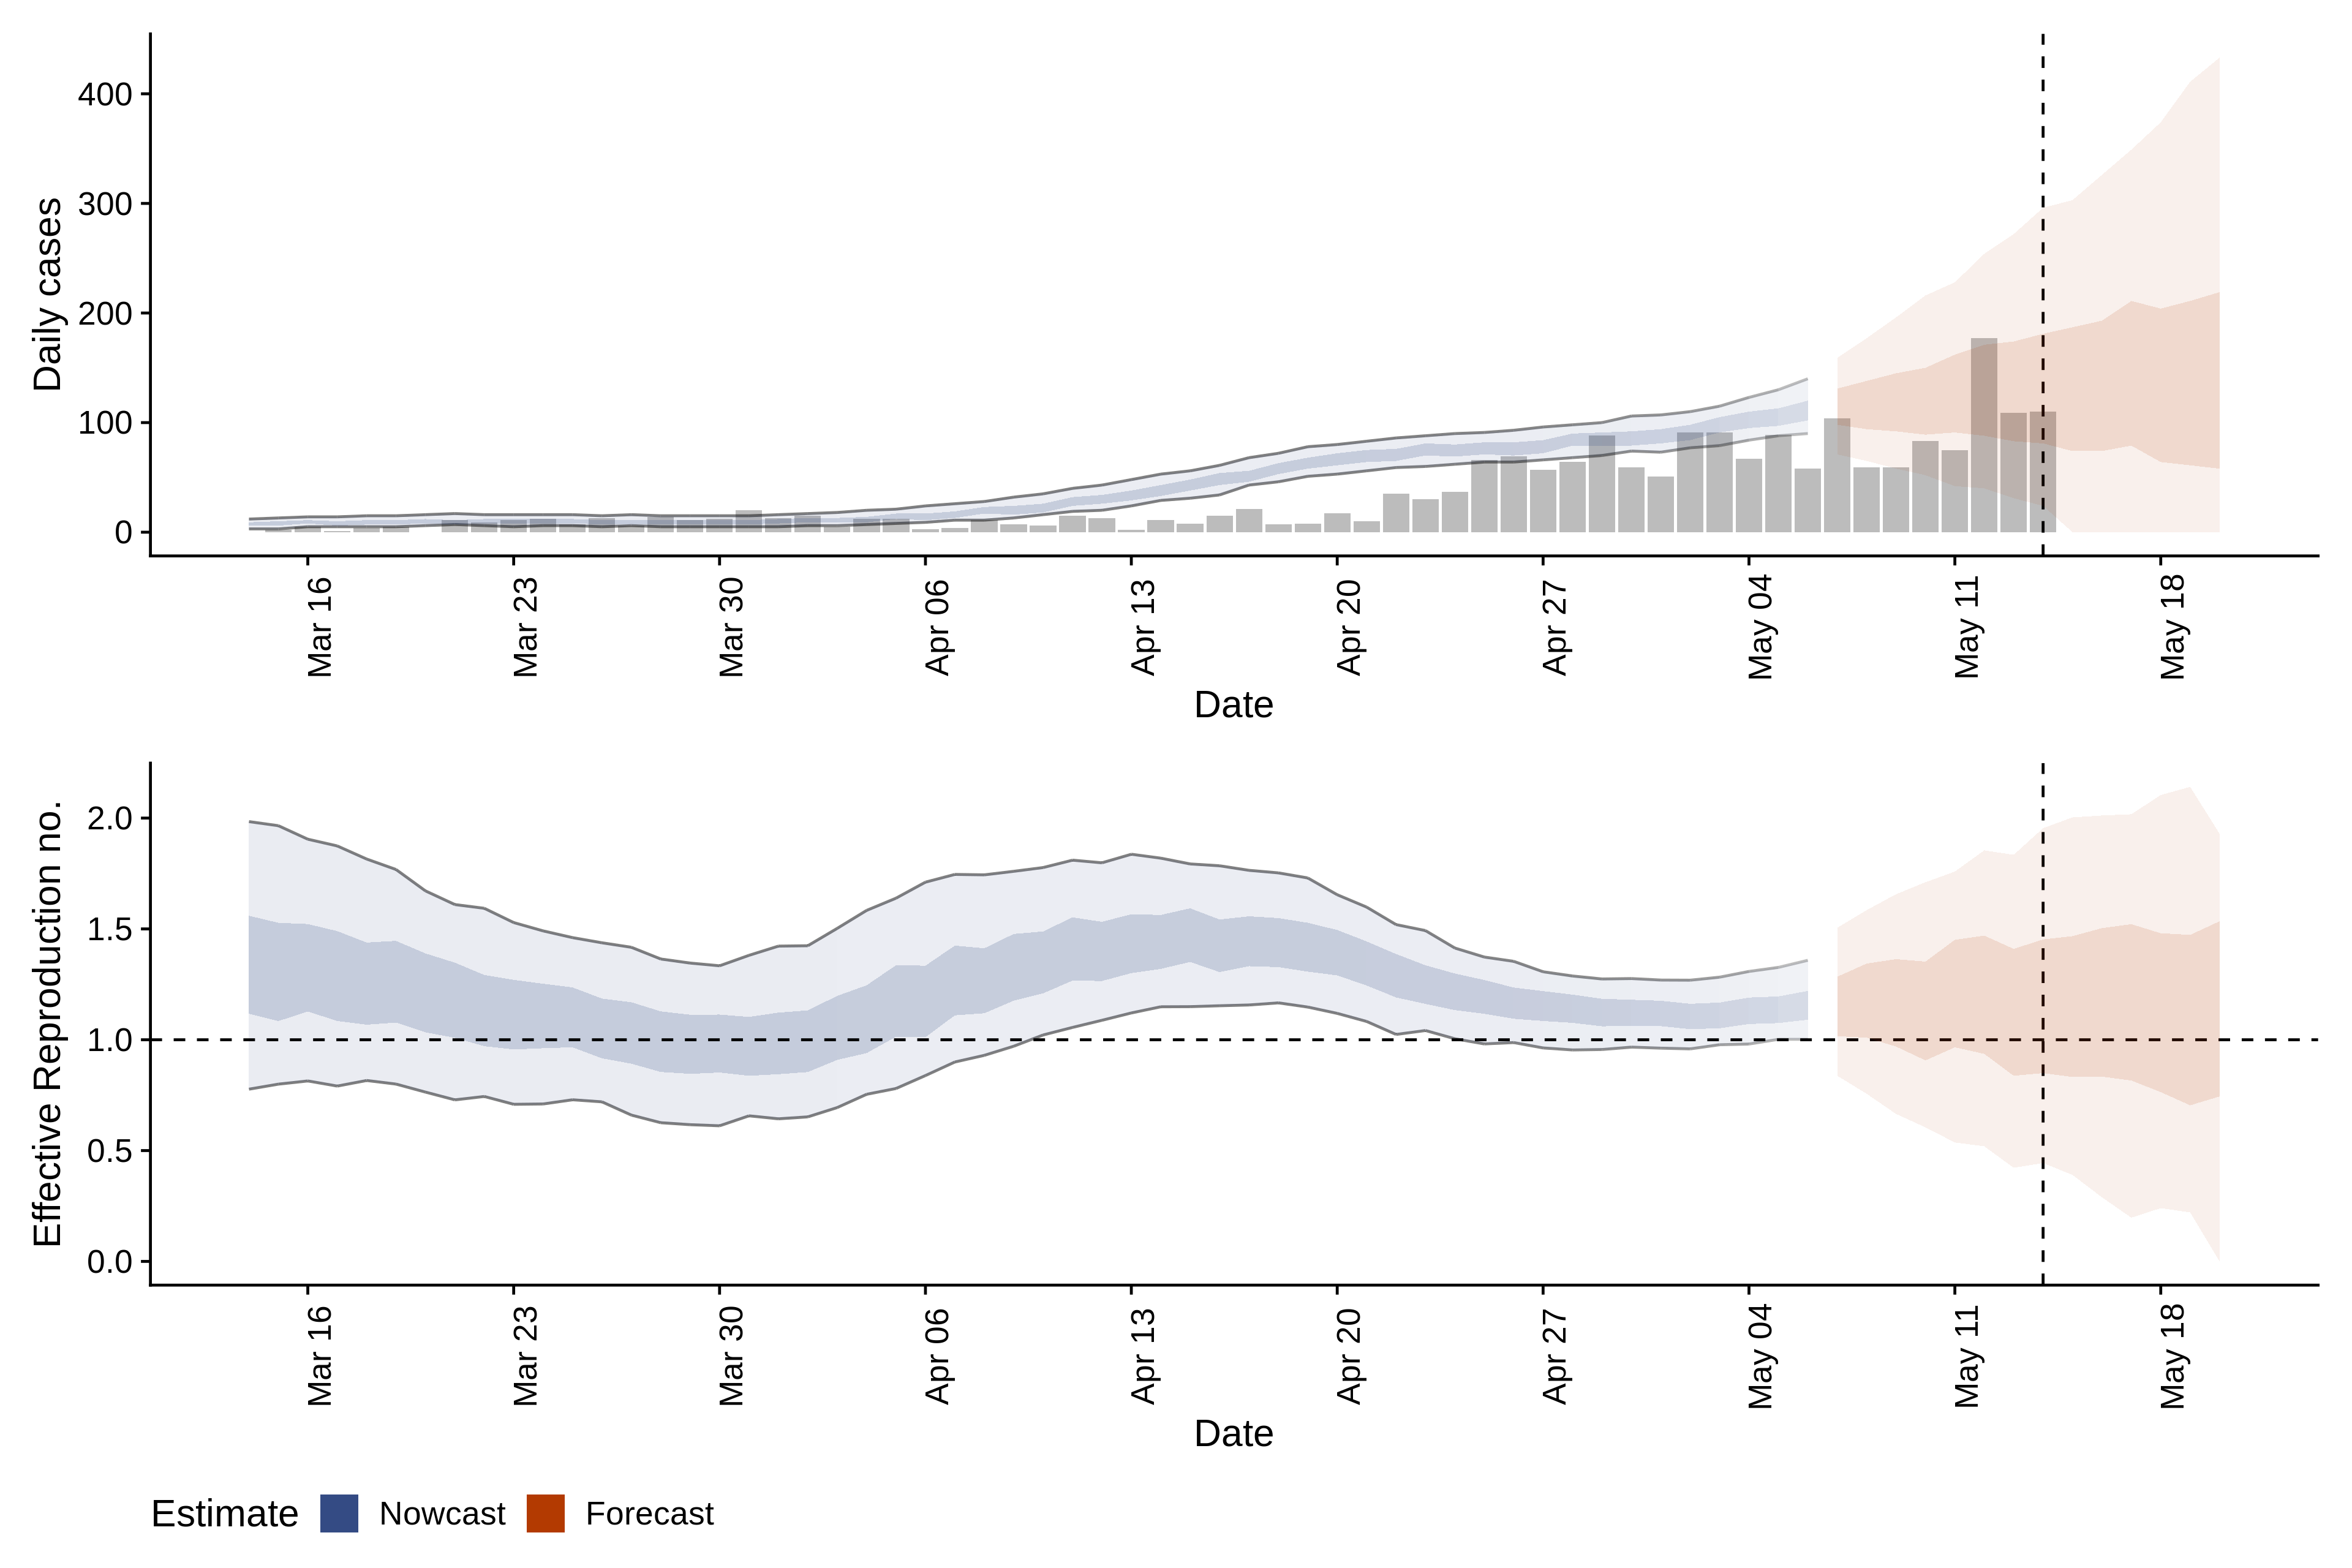 Daily cases
400
300
200
100
0
Mar 16
Mar 23
Mar 30
Apr 06
Apr 13
Apr 20
Apr 27
May 04
May 11
May 18
Date
Effective Reproduction no.
2.0
1.5
1.0
0.5
0.0
Mar 16
Mar 23
Mar 30
Apr 06
Apr 13
Apr 20
Apr 27
May 04
May 11
May 18
Date
Estimate Nowcast Forecast